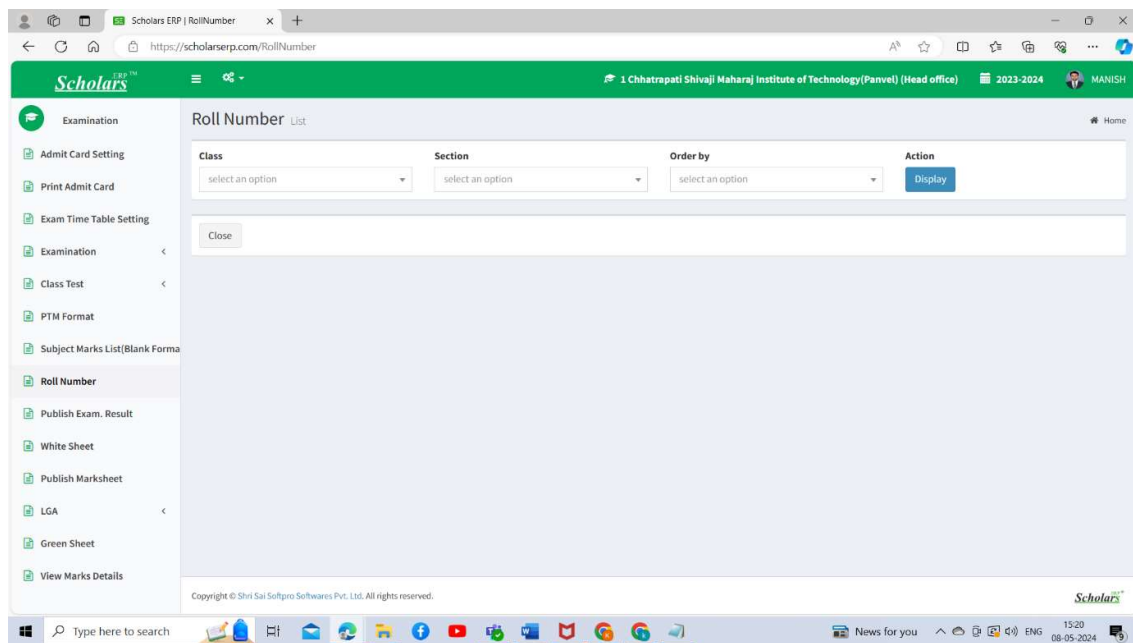 Scholars ERP | RollNumber
https://scholarserp.com/RollNumber
Scholars ERP™
1 Chhatrapati Shivaji Maharaj Institute of Technology(Panvel) (Head office)
2023-2024
MANISH
Examination
Roll Number List
Home
Admit Card Setting
Class
Section
Order by
Action
select an option
select an option
select an option
Display
Print Admit Card
Exam Time Table Setting
Close
Examination
Class Test
PTM Format
Subject Marks List(Blank Forma
Roll Number
Publish Exam. Result
White Sheet
Publish Marksheet
LGA
Green Sheet
View Marks Details
Copyright © Shri Sai Softpro Softwares Pvt. Ltd. All rights reserved.
Scholars
Type here to search
News for you
ENG
15:20
08-05-2024